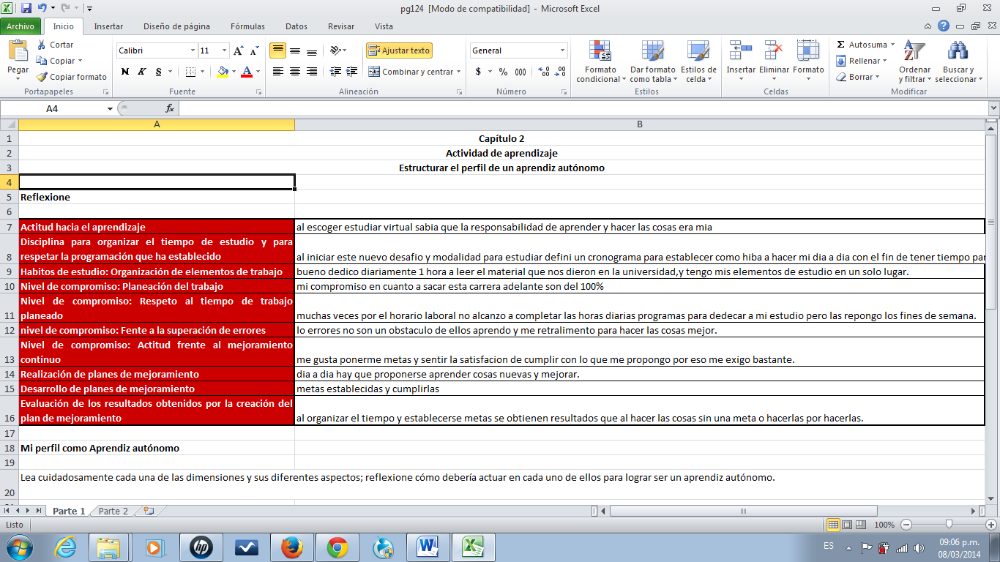 pg124 [Modo de compatibilidad] - Microsoft Excel
Archivo Inicio Insertar Diseño de página Fórmulas Datos Revisar Vista
Pegar
Cortar
Copiar
Copiar formato
Portapapeles
Calibri 11
N K S
Fuente
Ajustar texto
Combinar y centrar
Alineación
General
$ % 000
Número
Formato condicional
Dar formato como tabla
Estilos de celda
Estilos
Insertar Eliminar Formato
Celdas
Autosuma
Rellenar
Borrar
Ordenar y filtrar
Buscar y seleccionar
Modificar
A4 fx
A B
1 Capítulo 2
2 Actividad de aprendizaje
3 Estructurar el perfil de un aprendiz autónomo
4
5 Reflexione
6
7 Actitud hacia el aprendizaje al escoger estudiar virtual sabia que la responsabilidad de aprender y hacer las cosas era mia
Disciplina para organizar el tiempo de estudio y para
8 respetar la programación que ha establecido al iniciar este nuevo desafio y modalidad para estudiar defini un cronograma para establecer como hiba a hacer mi dia a dia con el fin de tener tiempo par
9 Habitos de estudio: Organización de elementos de trabajo bueno dedico diariamente 1 hora a leer el material que nos dieron en la universidad,y tengo mis elementos de estudio en un solo lugar.
10 Nivel de compromiso: Planeación del trabajo mi compromiso en cuanto a sacar esta carrera adelante son del 100%
Nivel de compromiso: Respeto al tiempo de trabajo
11 planeado muchas veces por el horario laboral no alcanzo a completar las horas diarias programas para dedecar a mi estudio pero las repongo los fines de semana.
12 nivel de compromiso: Fente a la superación de errores lo errores no son un obstaculo de ellos aprendo y me retralimento para hacer las cosas mejor.
Nivel de compromiso: Actitud frente al mejoramiento
13 contínuo me gusta ponerme metas y sentir la satisfacion de cumplir con lo que me propongo por eso me exigo bastante.
14 Realización de planes de mejoramiento dia a dia hay que proponerse aprender cosas nuevas y mejorar.
15 Desarrollo de planes de mejoramiento metas establecidas y cumplirlas
Evaluación de los resultados obtenidos por la creación del
16 plan de mejoramiento al organizar el tiempo y establecerse metas se obtienen resultados que al hacer las cosas sin una meta o hacerlas por hacerlas.
17
18 Mi perfil como Aprendiz autónomo
19
20 Lea cuidadosamente cada una de las dimensiones y sus diferentes aspectos; reflexione cómo debería actuar en cada uno de ellos para lograr ser un aprendiz autónomo.
Parte 1 Parte 2
Listo 100%
hp
ES
09:06 p.m.
08/03/2014